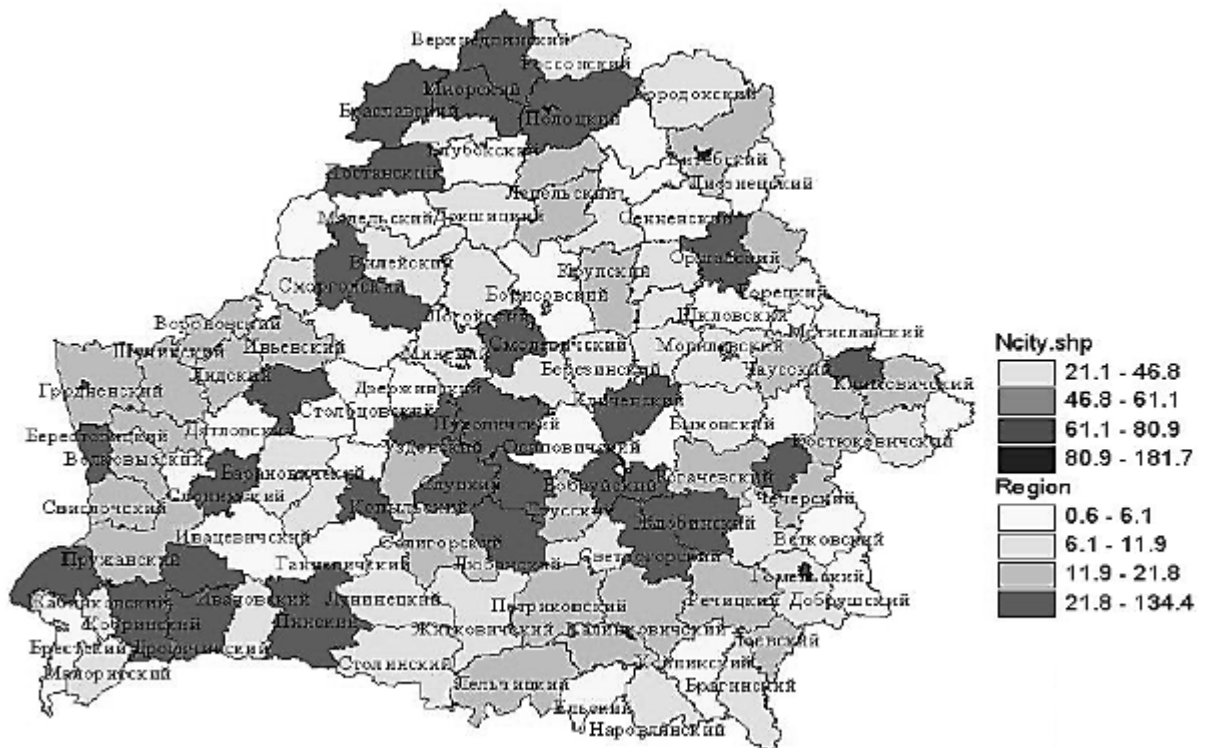 Верхнедвинский
Россонский
Миорский
Городокский
Браславский
Полоцкий
Глубокский
Витебский
Поставский
Лиозненский
Лепельский
Мядельский
Докшицкий
Сенненский
Вилейский
Крупский
Оршанский
Сморгонский
Борисовский
Горецкий
Логойский
Шкловский
Вороновский
Мстиславский
Ивьевский
Минский
Смолевичский
Могилевский
Ncity.shp
Щучинский
Лидский
Березинский
Чаусский
Климовичский
21.1 - 46.8
Гродненский
Дзержинский
Кличевский
46.8 - 61.1
Столбцовский
Пуховичский
Берестовицкий
Дятловский
Осиповичский
Быховский
Костюковичский
61.1 - 80.9
Волковысский
Узденский
Барановичский
Слуцкий
Бобруйский
Рогачевский
80.9 - 181.7
Слонимский
Чечерский
Region
Свислочский
Копыльский
Глусский
Жлобинский
0.6 - 6.1
Ивацевичский
Солигорский
Ветковский
6.1 - 11.9
Пружанский
Ганцевичский
Любанский
Светлогорский
Гомельский
11.9 - 21.8
Ивановский
Лунинецкий
Петриковский
Речицкий
Добрушский
21.8 - 134.4
Кобринский
Пинский
Житковичский
Калинковичский
Лоевский
Брестский
Дрогичинский
Столинский
Хойникский
Малоритский
Лельчицкий
Брагинский
Ельский
Наровлянский